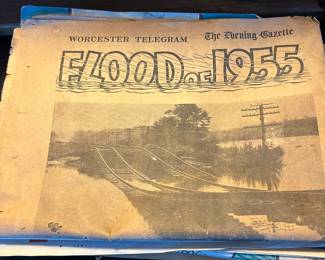 WORCESTER TELEGRAM The Evening Gazette
FLOOD OF 1955